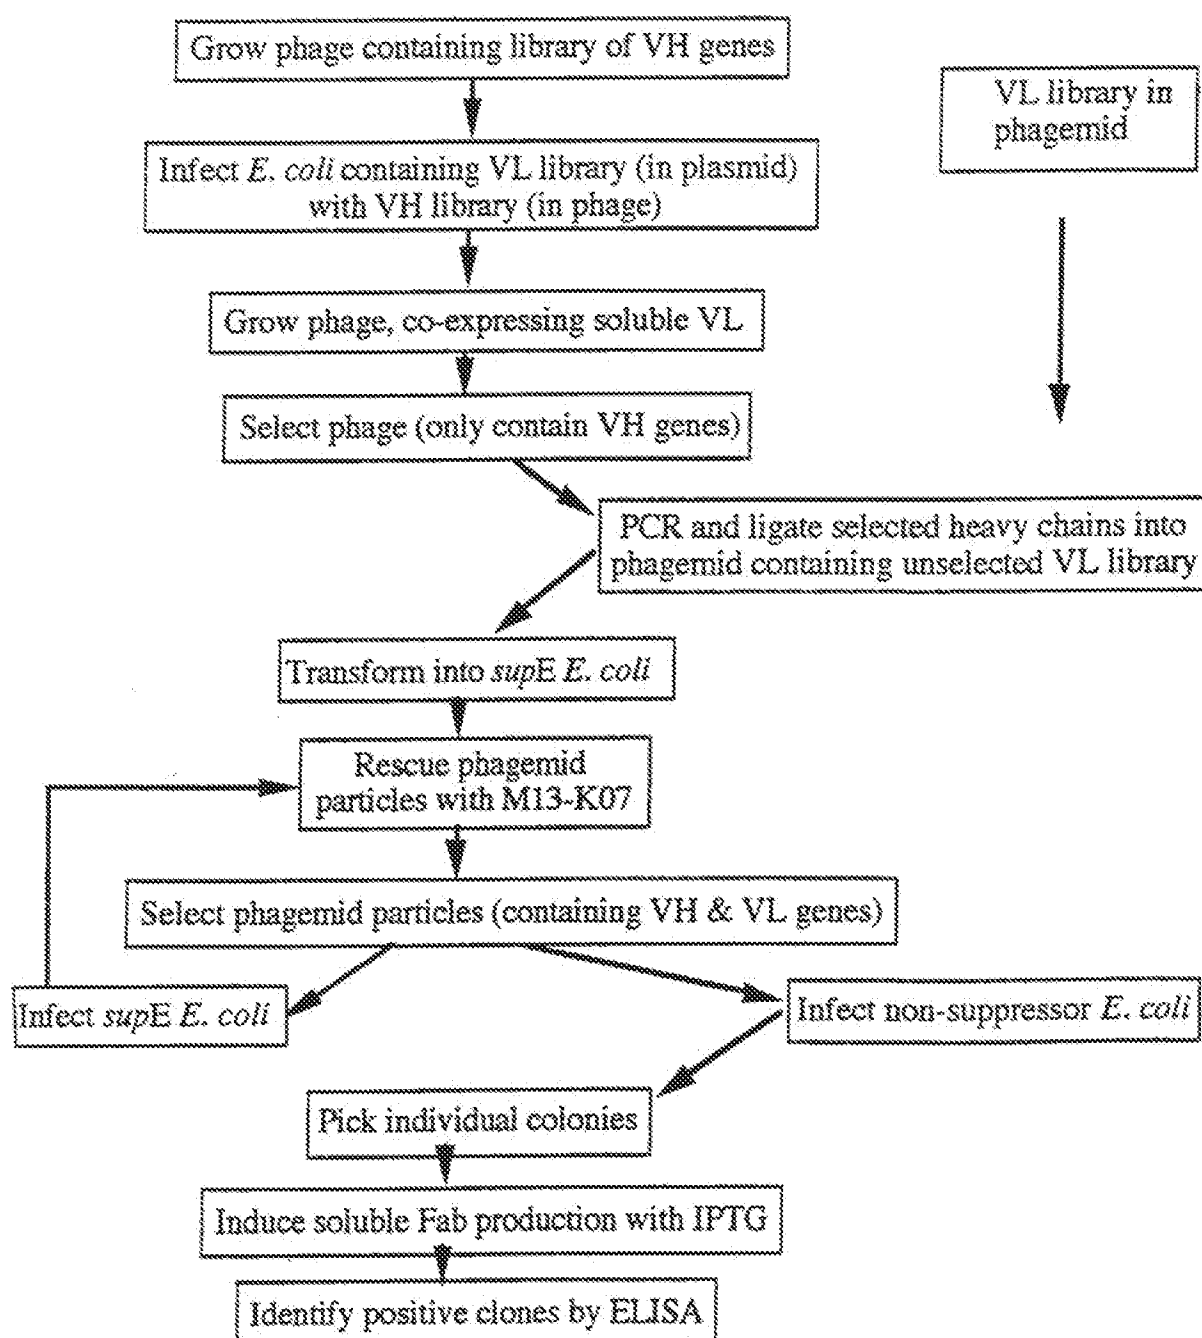 Grow phage containing library of VH genes
VL library in
phagemid
Infect E. coli containing VL library (in plasmid)
with VH library (in phage)
Grow phage, co-expressing soluble VL
Select phage (only contain VH genes)
PCR and ligate selected heavy chains into
phagemid containing unselected VL library
Transform into supE E. coli
Rescue phagemid
particles with M13-K07
Select phagemid particles (containing VH & VL genes)
Infect supE E. coli
Infect non-suppressor E. coli
Pick individual colonies
Induce soluble Fab production with IPTG
Identify positive clones by ELISA